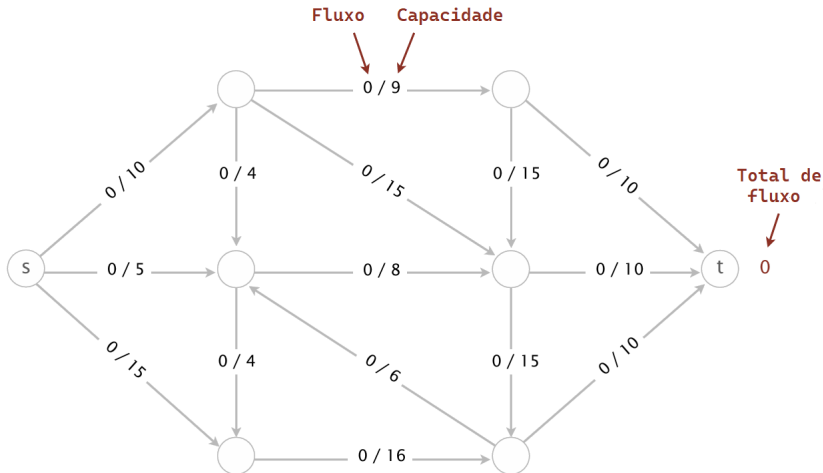 Fluxo Capacidade
0 / 9
0 / 10
0 / 4
0 / 15
0 / 15
0 / 10
Total de
fluxo
s
0 / 5
0 / 8
0 / 10
t
0
0 / 15
0 / 4
0 / 6
0 / 15
0 / 10
0 / 16